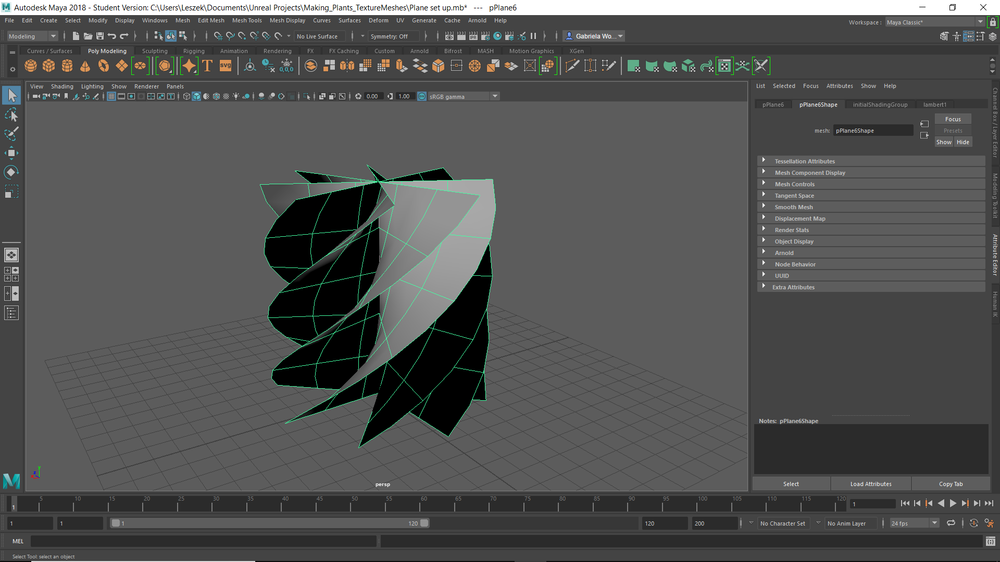 Autodesk Maya 2018 - Student Version: C:\Users\Leszek\Documents\Unreal Projects\Making_Plants_TextureMeshes\Plane set up.mb*   ---   pPlane6
File Edit Create Select Modify Display Windows Mesh Edit Mesh Mesh Tools Mesh Display Curves Surfaces Deform UV Generate Cache Arnold Help
Workspace : Maya Classic*
Modeling No Live Surface Symmetry: Off IPR Gabriela Wo...
Curves / Surfaces Poly Modeling Sculpting Rigging Animation Rendering FX FX Caching Custom Arnold Bifrost MASH Motion Graphics XGen
T SVG 0,0,0
View Shading Lighting Show Renderer Panels
0.00 1.00 ON sRGB gamma
List Selected Focus Attributes Show Help
pPlane6 pPlane6Shape initialShadingGroup lambert1
Focus
mesh: pPlane6Shape Presets
Show Hide
Tessellation Attributes
Mesh Component Display
Mesh Controls
Tangent Space
Smooth Mesh
Displacement Map
Render Stats
Object Display
Arnold
Node Behavior
UUID
Extra Attributes
Channel Box / Layer Editor
Modeling Toolkit
Attribute Editor
Human IK
Notes: pPlane6Shape
Select Load Attributes Copy Tab
y
z
x
persp
5 10 15 20 25 30 35 40 45 50 55 60 65 70 75 80 85 90 95 100 105 110 115 120
1 1
1 1 1 120 120 200 No Character Set No Anim Layer 24 fps
MEL
Select Tool: select an object